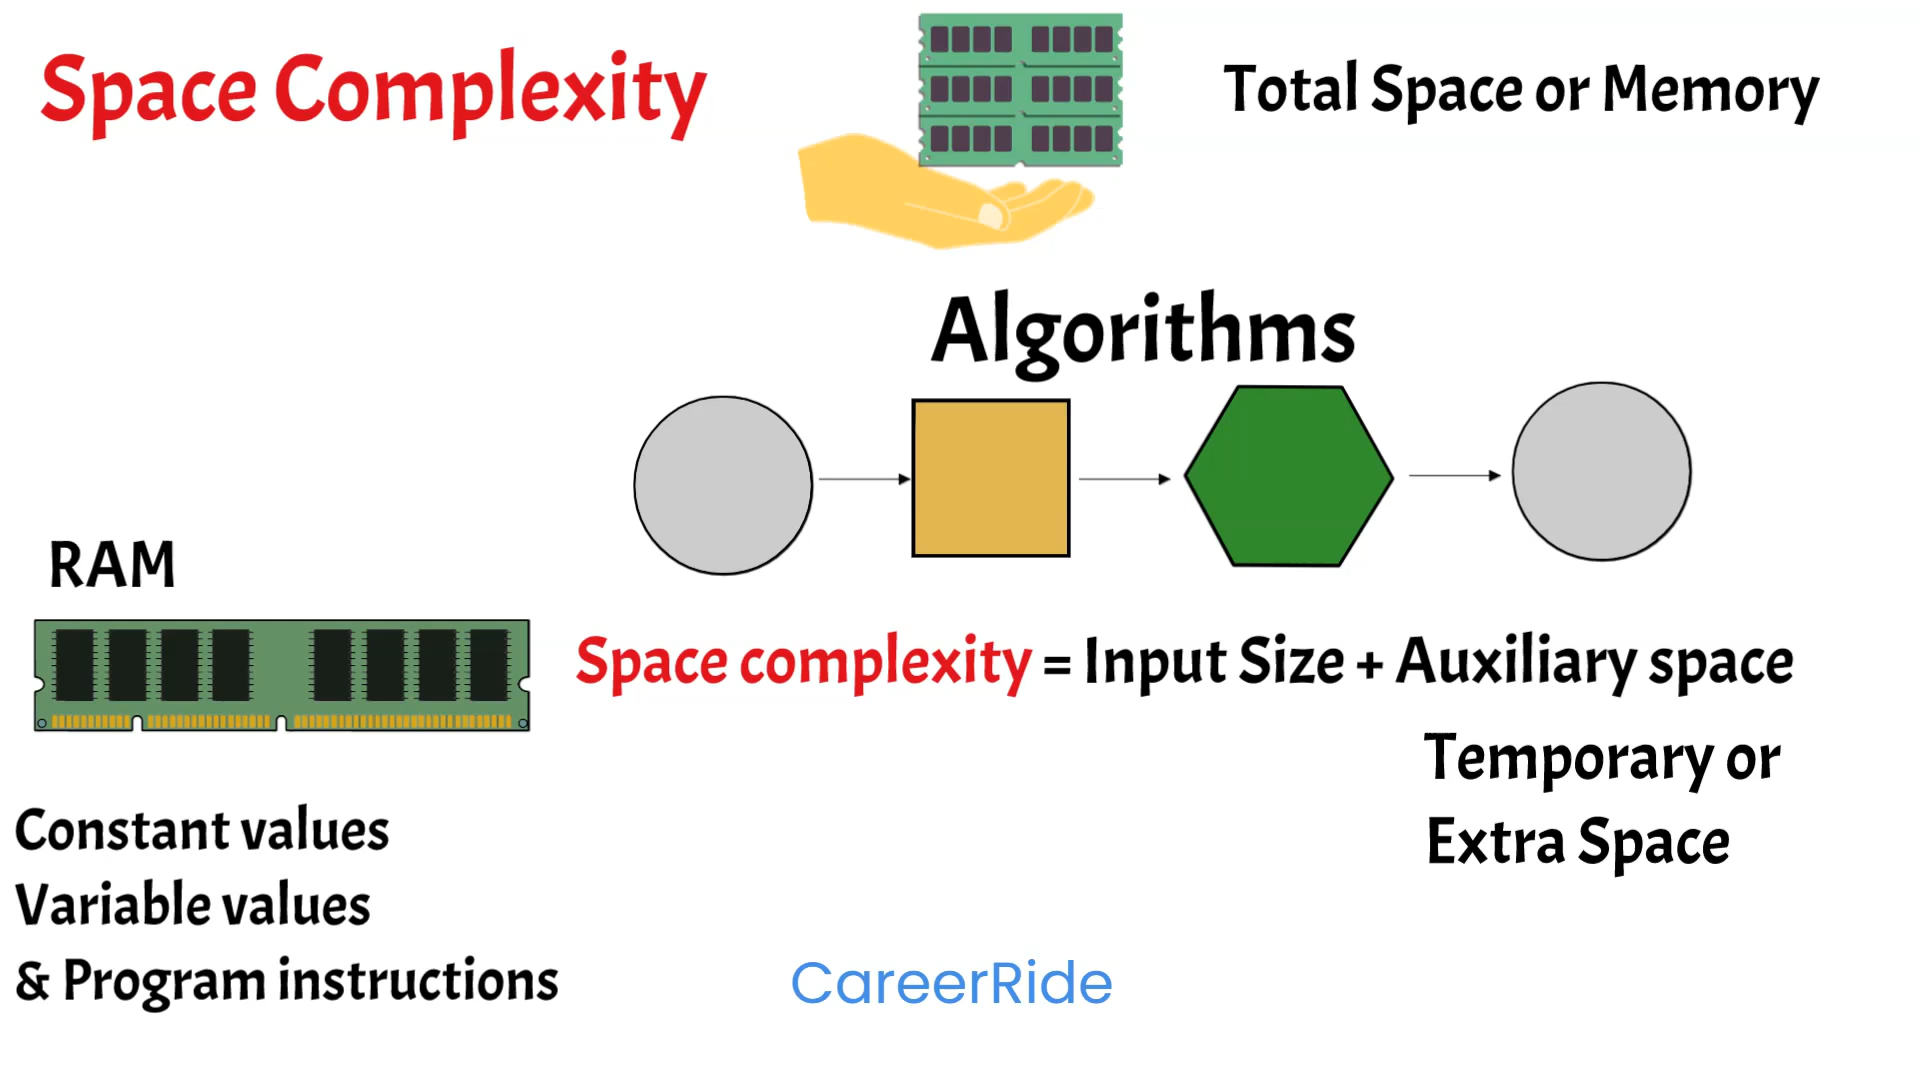 Space Complexity
Total Space or Memory
Algorithms
RAM
Space complexity = Input Size + Auxiliary space
Temporary or
Extra Space
Constant values
Variable values
& Program instructions
CareerRide